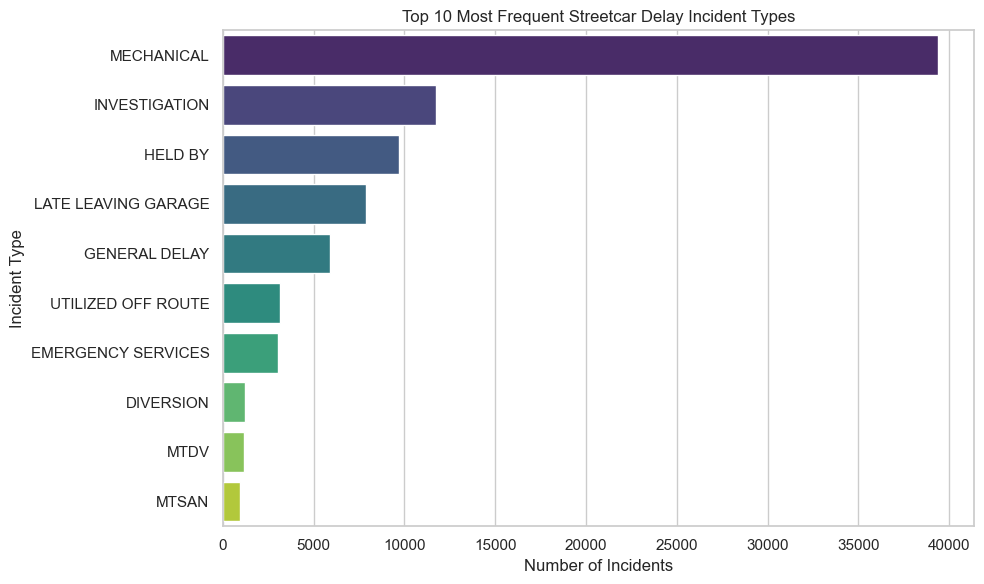 Top 10 Most Frequent Streetcar Delay Incident Types
Incident Type
MECHANICAL
INVESTIGATION
HELD BY
LATE LEAVING GARAGE
GENERAL DELAY
UTILIZED OFF ROUTE
EMERGENCY SERVICES
DIVERSION
MTDV
MTSAN
0 5000 10000 15000 20000 25000 30000 35000 40000
Number of Incidents